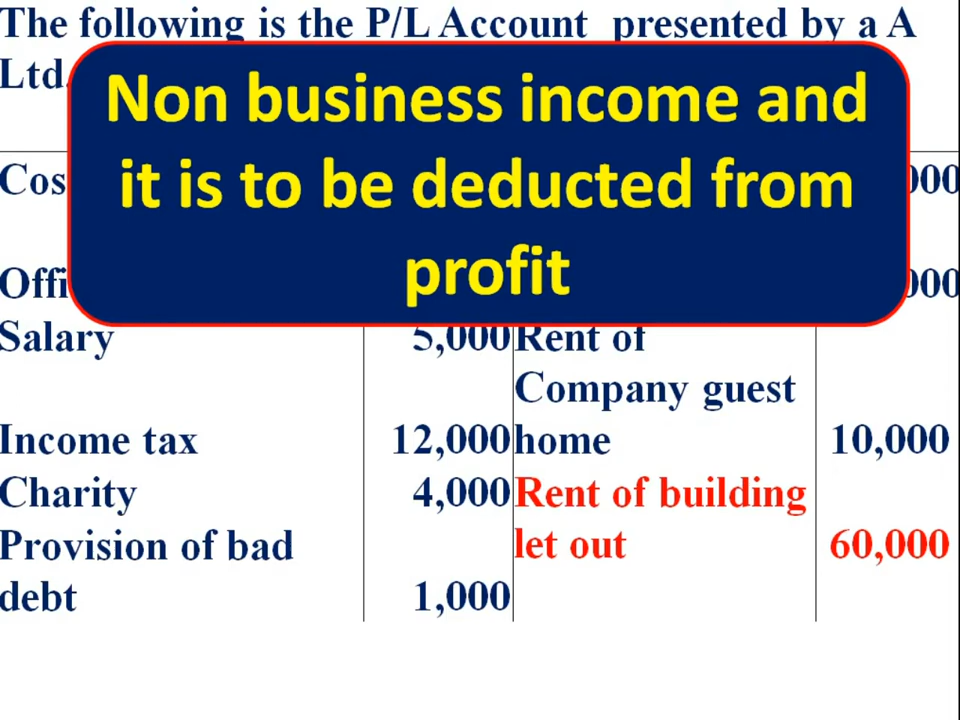 The following is the P/L Account presented by a A
Ltd.
Non business income and
it is to be deducted from
profit
Salary 5,000 Rent of
Company guest
Income tax 12,000 home 10,000
Charity 4,000 Rent of building
Provision of bad let out 60,000
debt 1,000